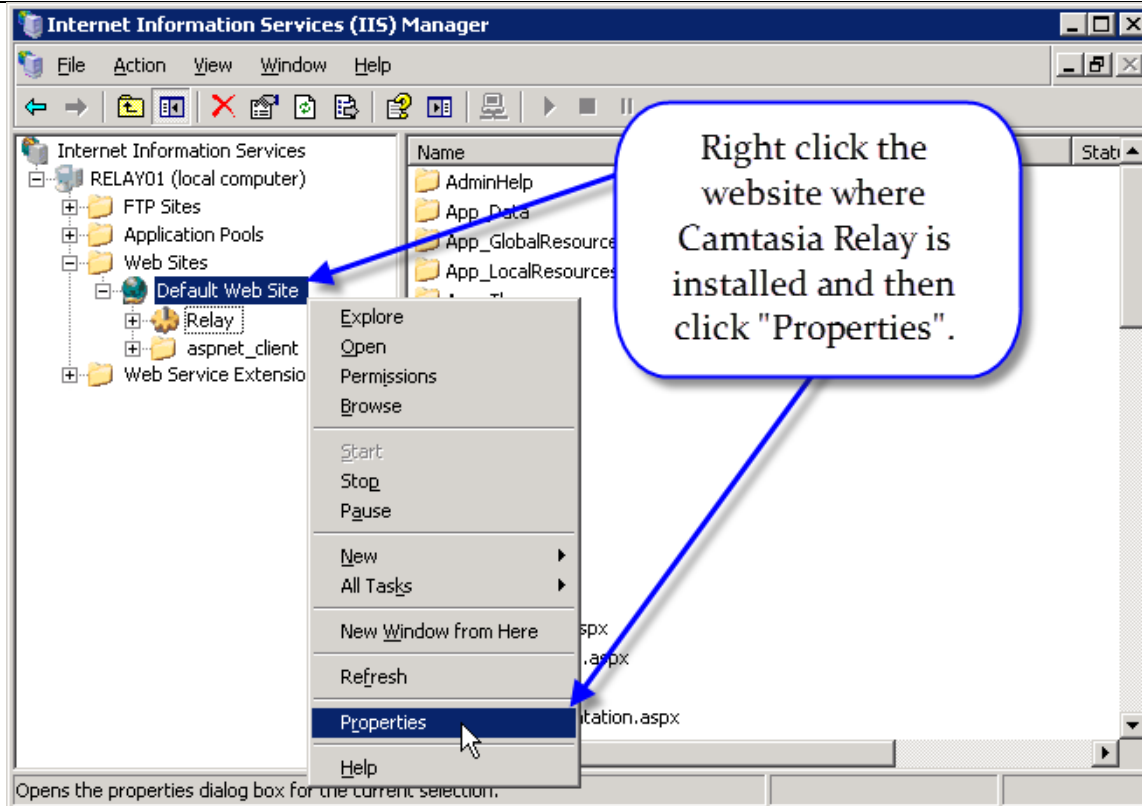 Internet Information Services (IIS) Manager
File Action View Window Help
Internet Information Services
RELAY01 (local computer)
FTP Sites
Application Pools
Web Sites
Default Web Site
Relay
aspnet_client
Web Service Extensio
Name
Stat
AdminHelp
App_Data
App_GlobalResource
App_LocalResources
Right click the
website where
Camtasia Relay is
installed and then
click "Properties".
Explore
Open
Permissions
Browse
Start
Stop
Pause
New
All Tasks
New Window from Here
Refresh
Properties
Help
spx
.aspx
tation.aspx
Opens the properties dialog box for the current selection.